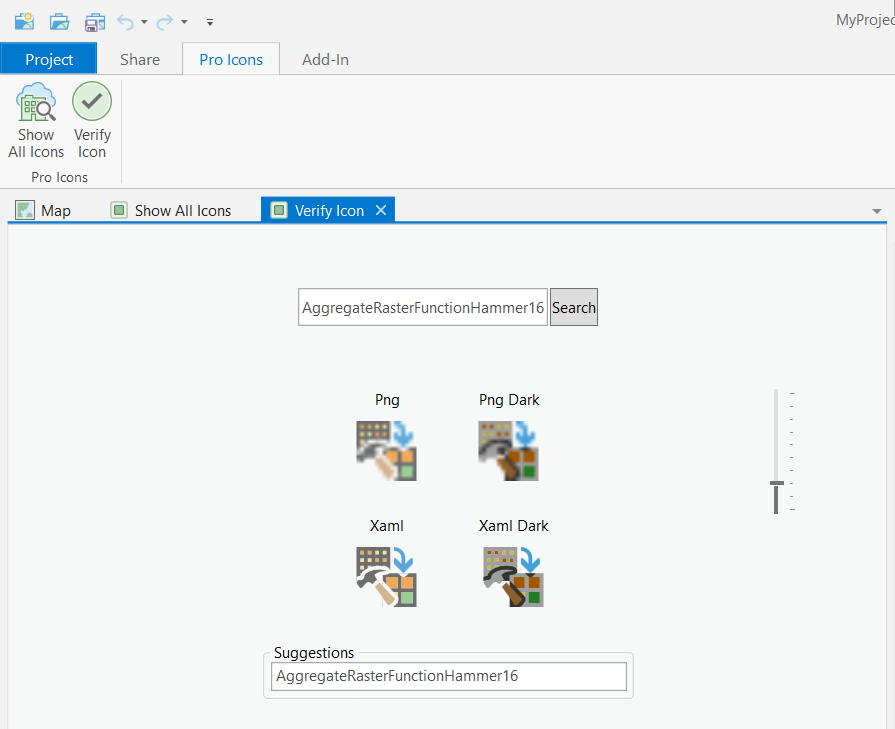 MyProjec
Project Share Pro Icons Add-In
Show All Icons
Verify Icon
Pro Icons
Map Show All Icons Verify Icon
AggregateRasterFunctionHammer16 Search
Png Png Dark
Xaml Xaml Dark
Suggestions
AggregateRasterFunctionHammer16